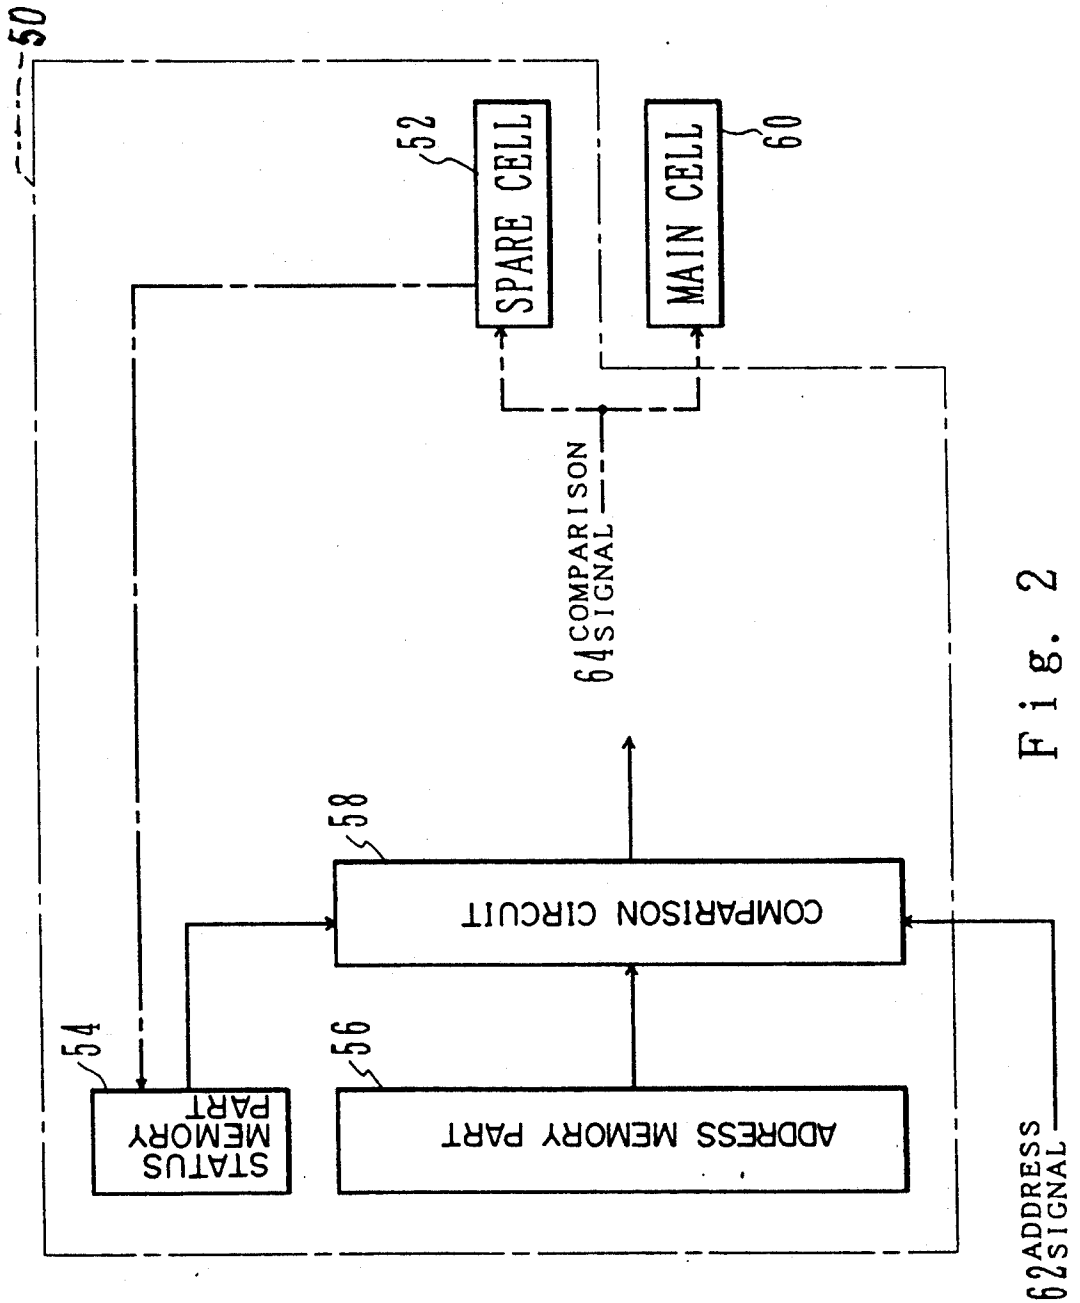 50
STATUS
MEMORY
PART
54
ADDRESS MEMORY PART
56
COMPARISON CIRCUIT
58
62 ADDRESS
SIGNAL
64 COMPARISON
SIGNAL
SPARE CELL
52
MAIN CELL
60
Fig. 2